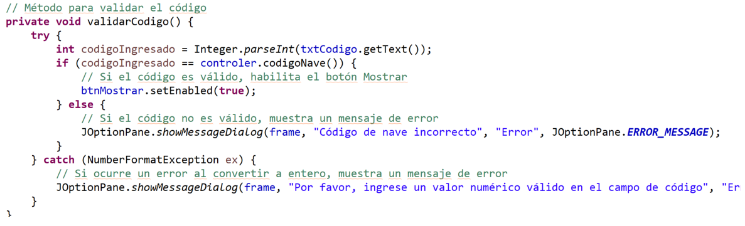 // Método para validar el código
private void validarCodigo() {
try {
int codigoIngresado = Integer.parseInt(txtCodigo.getText());
if (codigoIngresado == controler.codigoNave()) {
// Si el código es válido, habilita el botón Mostrar
btnMostrar.setEnabled(true);
} else {
// Si el código no es válido, muestra un mensaje de error
JOptionPane.showMessageDialog(frame, "Código de nave incorrecto", "Error", JOptionPane.ERROR_MESSAGE);
}
} catch (NumberFormatException ex) {
// Si ocurre un error al convertir a entero, muestra un mensaje de error
JOptionPane.showMessageDialog(frame, "Por favor, ingrese un valor numérico válido en el campo de código", "Er
}
}